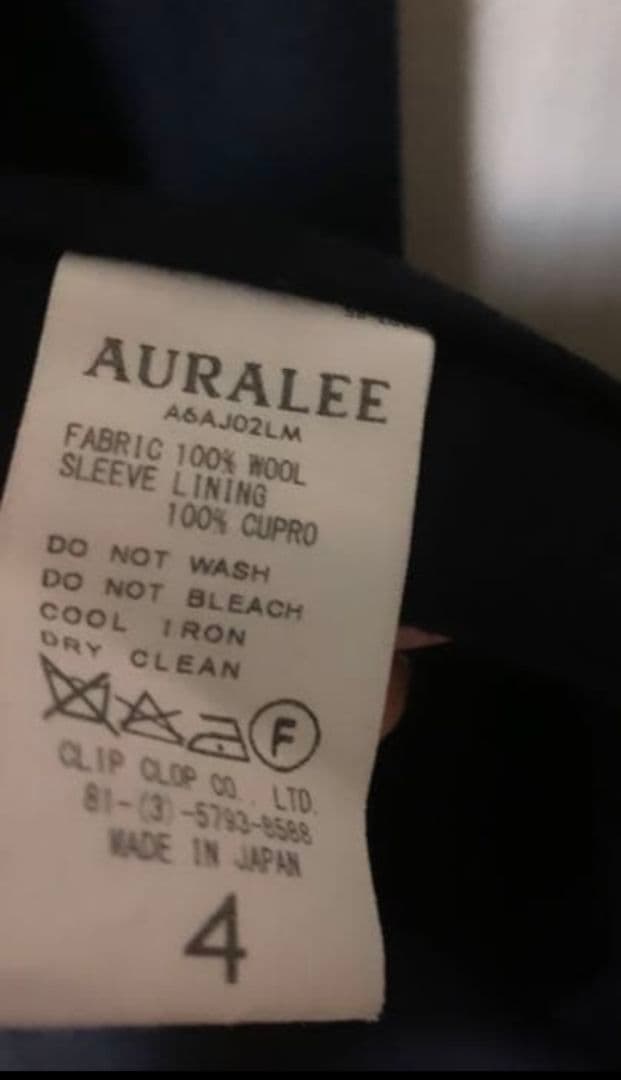 AURALEE
A6AJ02LM
FABRIC 100% WOOL
SLEEVE LINING
100% CUPRO
DO NOT WASH
DO NOT BLEACH
COOL IRON
DRY CLEAN
F
CLIP CLOP CO., LTD.
81-(3)-5793-8588
MADE IN JAPAN
4